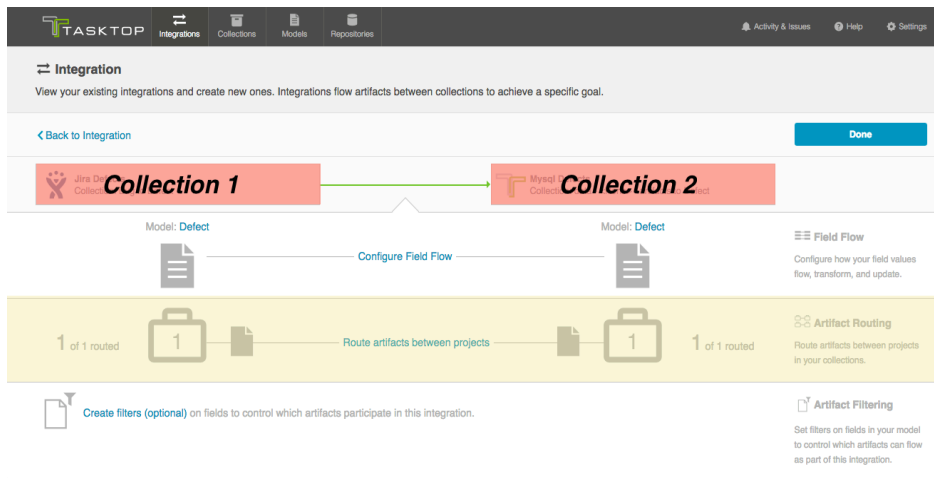 TASKTOP
Integrations
Collections
Models
Repositories
Activity & Issues
Help
Settings
Integration
View your existing integrations and create new ones. Integrations flow artifacts between collections to achieve a specific goal.
Back to Integration
Done
Jira De
Collection 1
Collec
Mysql D
Collection 2
Collectio
Model: Defect
Model: Defect
Configure Field Flow
Field Flow
Configure how your field values
flow, transform, and update.
1 of 1 routed
1
Route artifacts between projects
1
1 of 1 routed
Artifact Routing
Route artifacts between projects
in your collections.
Create filters (optional) on fields to control which artifacts participate in this integration.
Artifact Filtering
Set filters on fields in your model
to control which artifacts can flow
as part of this integration.